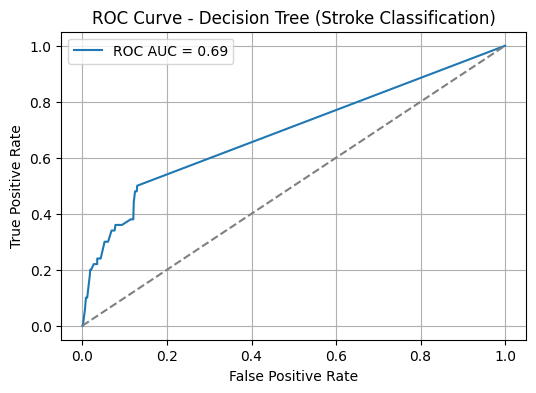 ROC Curve - Decision Tree (Stroke Classification)
ROC AUC = 0.69
True Positive Rate
1.0
0.8
0.6
0.4
0.2
0.0
0.0 0.2 0.4 0.6 0.8 1.0
False Positive Rate